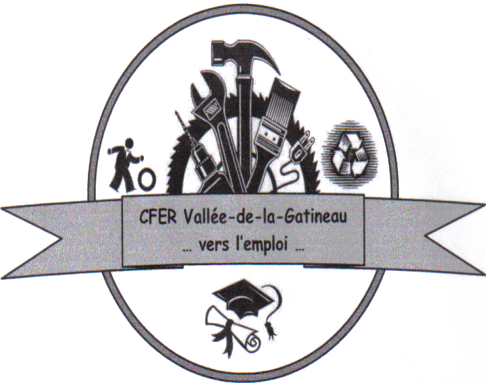 CFER Vallée-de-la-Gatineau
... vers l'emploi ...